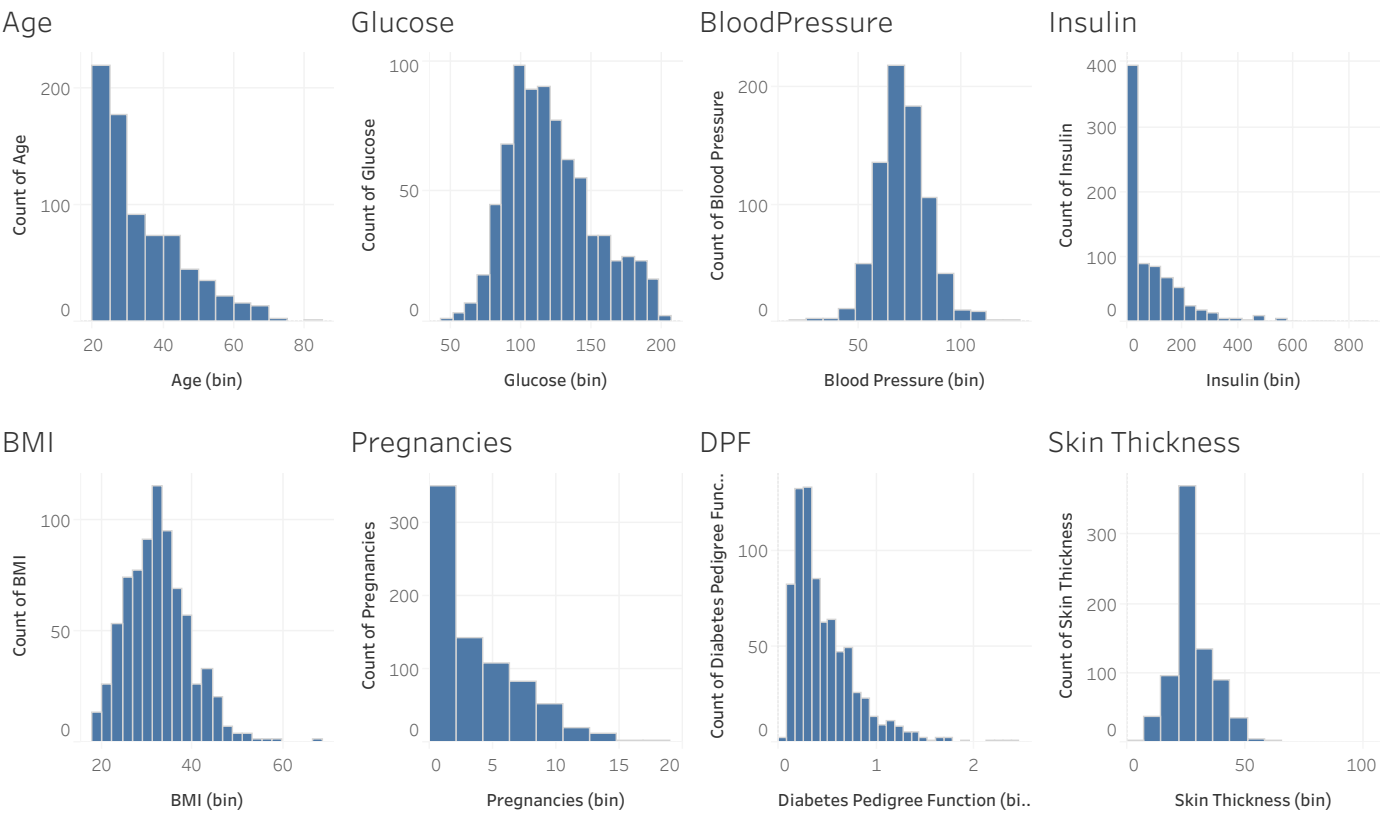 Age
Glucose
BloodPressure
Insulin
200
100
0
Count of Age
20 40 60 80
Age (bin)
100
50
0
Count of Glucose
50 100 150 200
Glucose (bin)
200
100
0
Count of Blood Pressure
50 100
Blood Pressure (bin)
400
300
200
100
0
Count of Insulin
0 200 400 600 800
Insulin (bin)
BMI
Pregnancies
DPF
Skin Thickness
100
50
0
Count of BMI
20 40 60
BMI (bin)
300
200
100
0
Count of Pregnancies
0 5 10 15 20
Pregnancies (bin)
100
50
0
Count of Diabetes Pedigree Func..
0 1 2
Diabetes Pedigree Function (bi..
300
200
100
0
Count of Skin Thickness
0 50 100
Skin Thickness (bin)